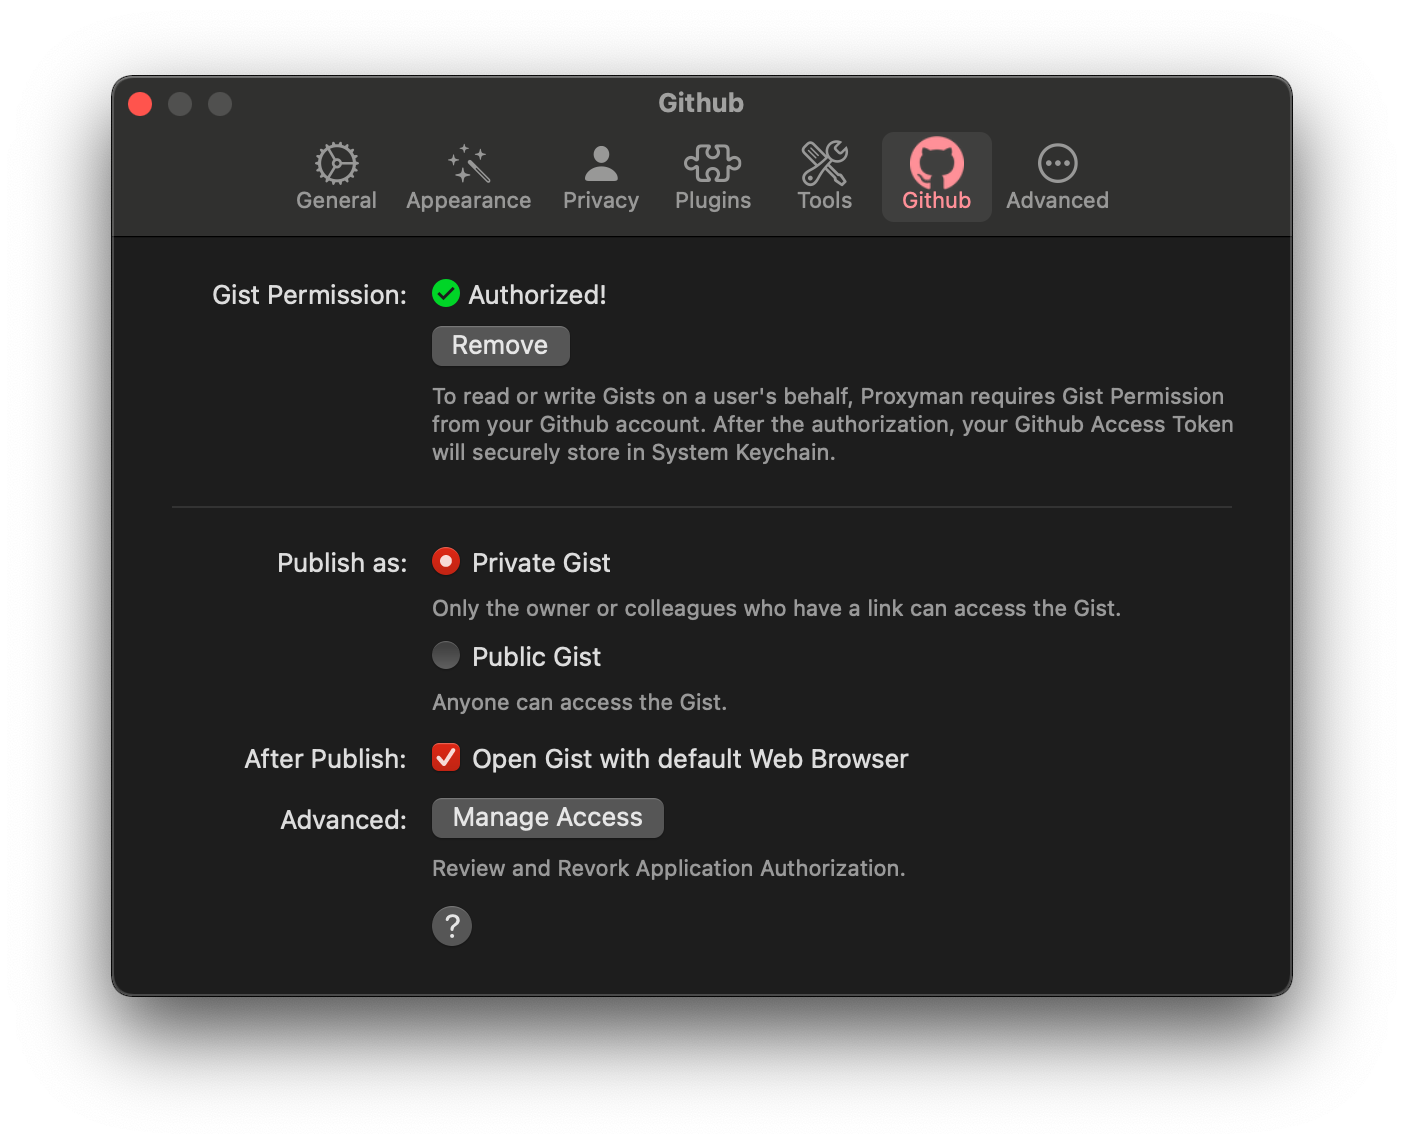 Github
General Appearance Privacy Plugins Tools Github Advanced
Gist Permission: Authorized!
Remove
To read or write Gists on a user's behalf, Proxyman requires Gist Permission
from your Github account. After the authorization, your Github Access Token
will securely store in System Keychain.
Publish as: Private Gist
Only the owner or colleagues who have a link can access the Gist.
Public Gist
Anyone can access the Gist.
After Publish: Open Gist with default Web Browser
Advanced: Manage Access
Review and Revork Application Authorization.
?